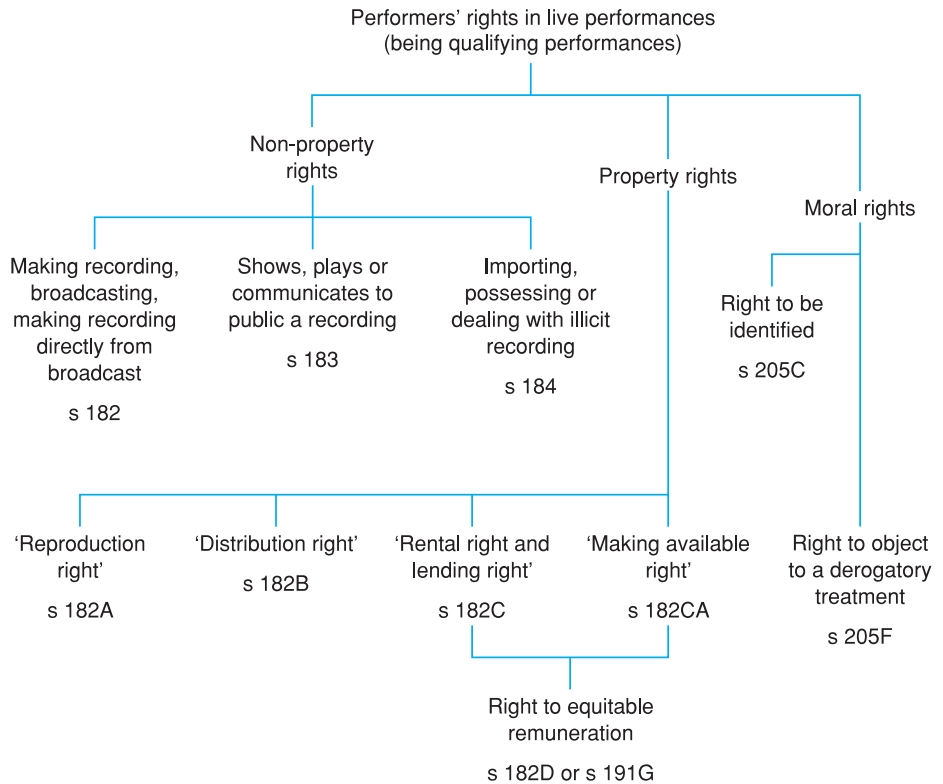 Performers’ rights in live performances
(being qualifying performances)
Non-property
rights
Property rights
Moral rights
Making recording,
broadcasting,
making recording
directly from
broadcast
s 182
Shows, plays or
communicates to
public a recording
s 183
Importing,
possessing or
dealing with illicit
recording
s 184
Right to be
identified
s 205C
‘Reproduction
right’
s 182A
‘Distribution right’
s 182B
‘Rental right and
lending right’
s 182C
‘Making available
right’
s 182CA
Right to object
to a derogatory
treatment
s 205F
Right to equitable
remuneration
s 182D or s 191G